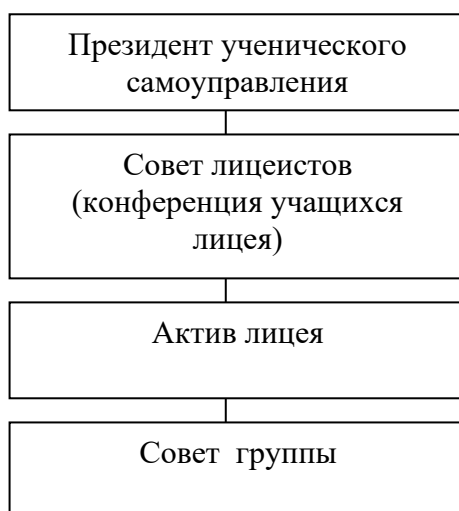 Президент ученического
самоуправления
Совет лицеистов
(конференция учащихся
лицея)
Актив лицея
Совет группы